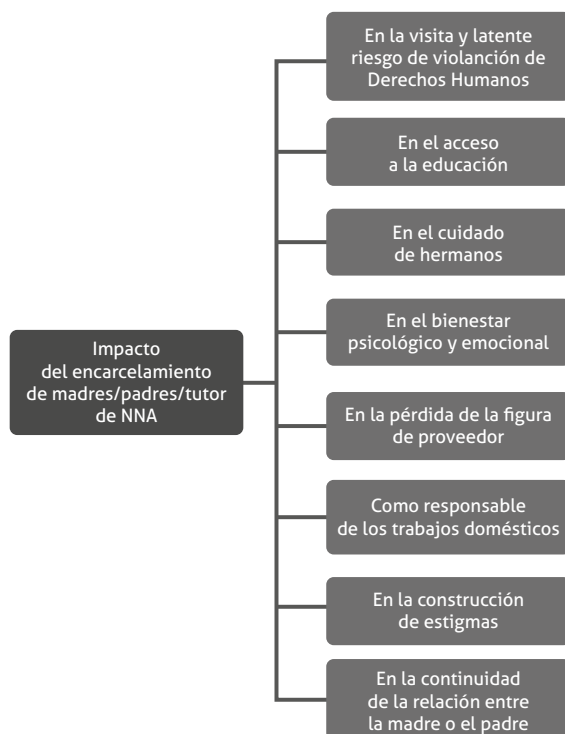 En la visita y latente
riesgo de violanción de
Derechos Humanos
En el acceso
a la educación
En el cuidado
de hermanos
En el bienestar
psicológico y emocional
Impacto
del encarcelamiento
de madres/padres/tutor
de NNA
En la pérdida de la figura
de proveedor
Como responsable
de los trabajos domésticos
En la construcción
de estigmas
En la continuidad
de la relación entre
la madre o el padre